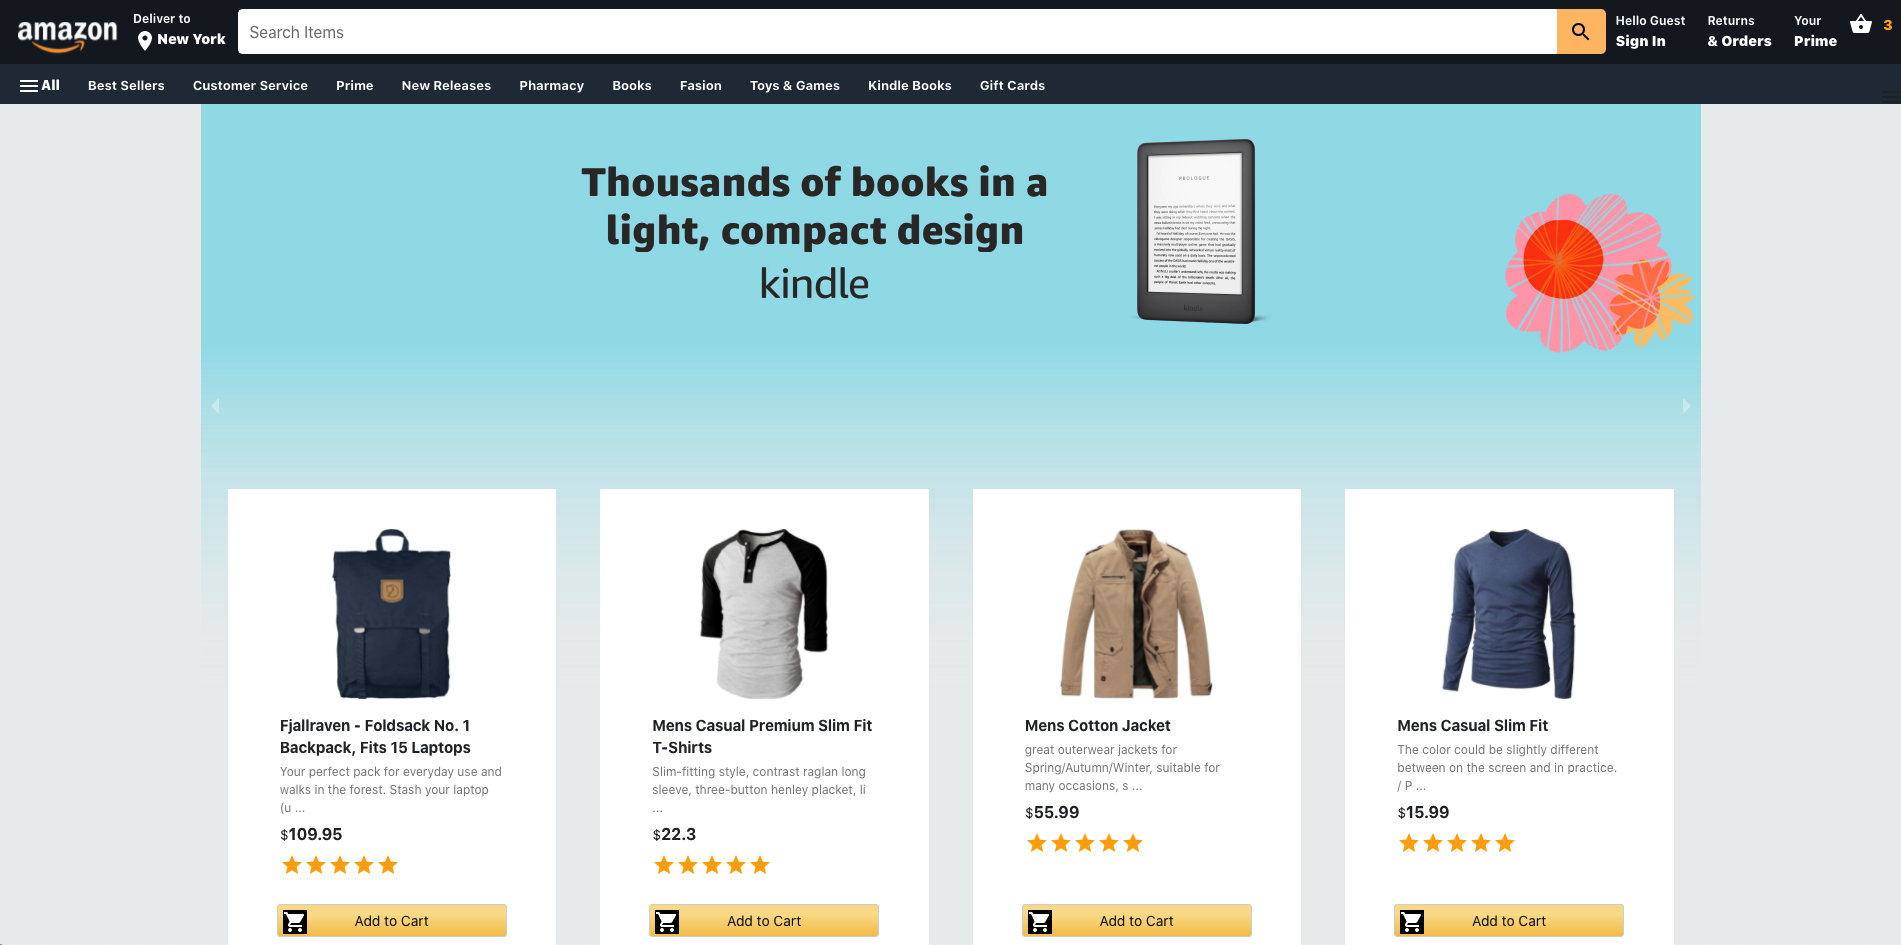 amazon
Deliver to
New York
Search Items
Hello Guest
Sign In
Returns
& Orders
Your
Prime
3
All
Best Sellers
Customer Service
Prime
New Releases
Pharmacy
Books
Fasion
Toys & Games
Kindle Books
Gift Cards
Thousands of books in a
light, compact design
kindle
PROLOGUE
kindle
Fjallraven - Foldsack No. 1
Backpack, Fits 15 Laptops
Your perfect pack for everyday use and
walks in the forest. Stash your laptop
(u ...
$109.95
Add to Cart
Mens Casual Premium Slim Fit
T-Shirts
Slim-fitting style, contrast raglan long
sleeve, three-button henley placket, li
...
$22.3
Add to Cart
Mens Cotton Jacket
great outerwear jackets for
Spring/Autumn/Winter, suitable for
many occasions, s ...
$55.99
Add to Cart
Mens Casual Slim Fit
The color could be slightly different
between on the screen and in practice.
/ P ...
$15.99
Add to Cart